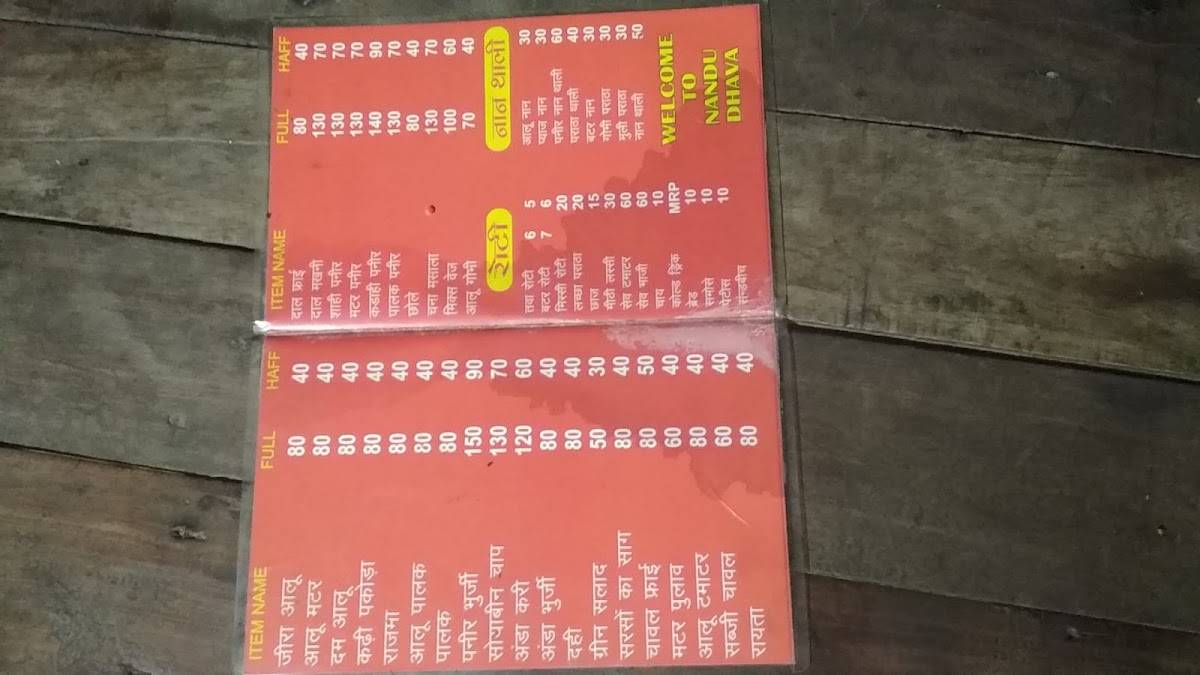 ITEM NAME FULL HAFF
जीरा आलू 80 40
आलू मटर 80 40
दम आलू 80 40
कढ़ी पकोड़ा 80 40
राजमा 80 40
आलू पालक 80 40
पालक 80 40
पनीर भुर्जी 150 90
सोयाबीन चाप 130 70
अंडा करी 120 60
अंडा भुर्जी 80 40
दही 80 40
ग्रीन सलाद 50 30
सरसों का साग 80 40
चावल फ्राई 80 50
मटर पुलाव 60 40
आलू टमाटर 80 40
सब्जी चावल 60 40
रायता 80 40
ITEM NAME FULL HAFF
दाल फ्राई 80 40
दाल मखनी 130 70
शाही पनीर 130 70
मटर पनीर 130 70
कडाही पनीर 140 90
पालक पनीर 130 70
छोले 80 40
चना मसाला 130 70
मिक्स वेज 100 60
आलू गोभी 70 40
रोटी
तवा रोटी 6 5
बटर रोटी 7 6
मिस्सी रोटी 20
लच्छा पराठा 20
छाज 15
मीठी लस्सी 30
सेव टमाटर 60
सेव भाजी 60
चाय 10
कोल्ड ड्रिंक MRP
ब्रेड 10
समोसे 10
पेटीस 10
सन्डवीच
नान थाली
आलू नान 30
प्याज नान 30
पनीर नान थाली 60
पराठा थाली 40
बटर नान 30
गोभी पराठा 30
मुली पराठा 30
नान थाली 50
WELCOME
TO
NANDU
DHAVA